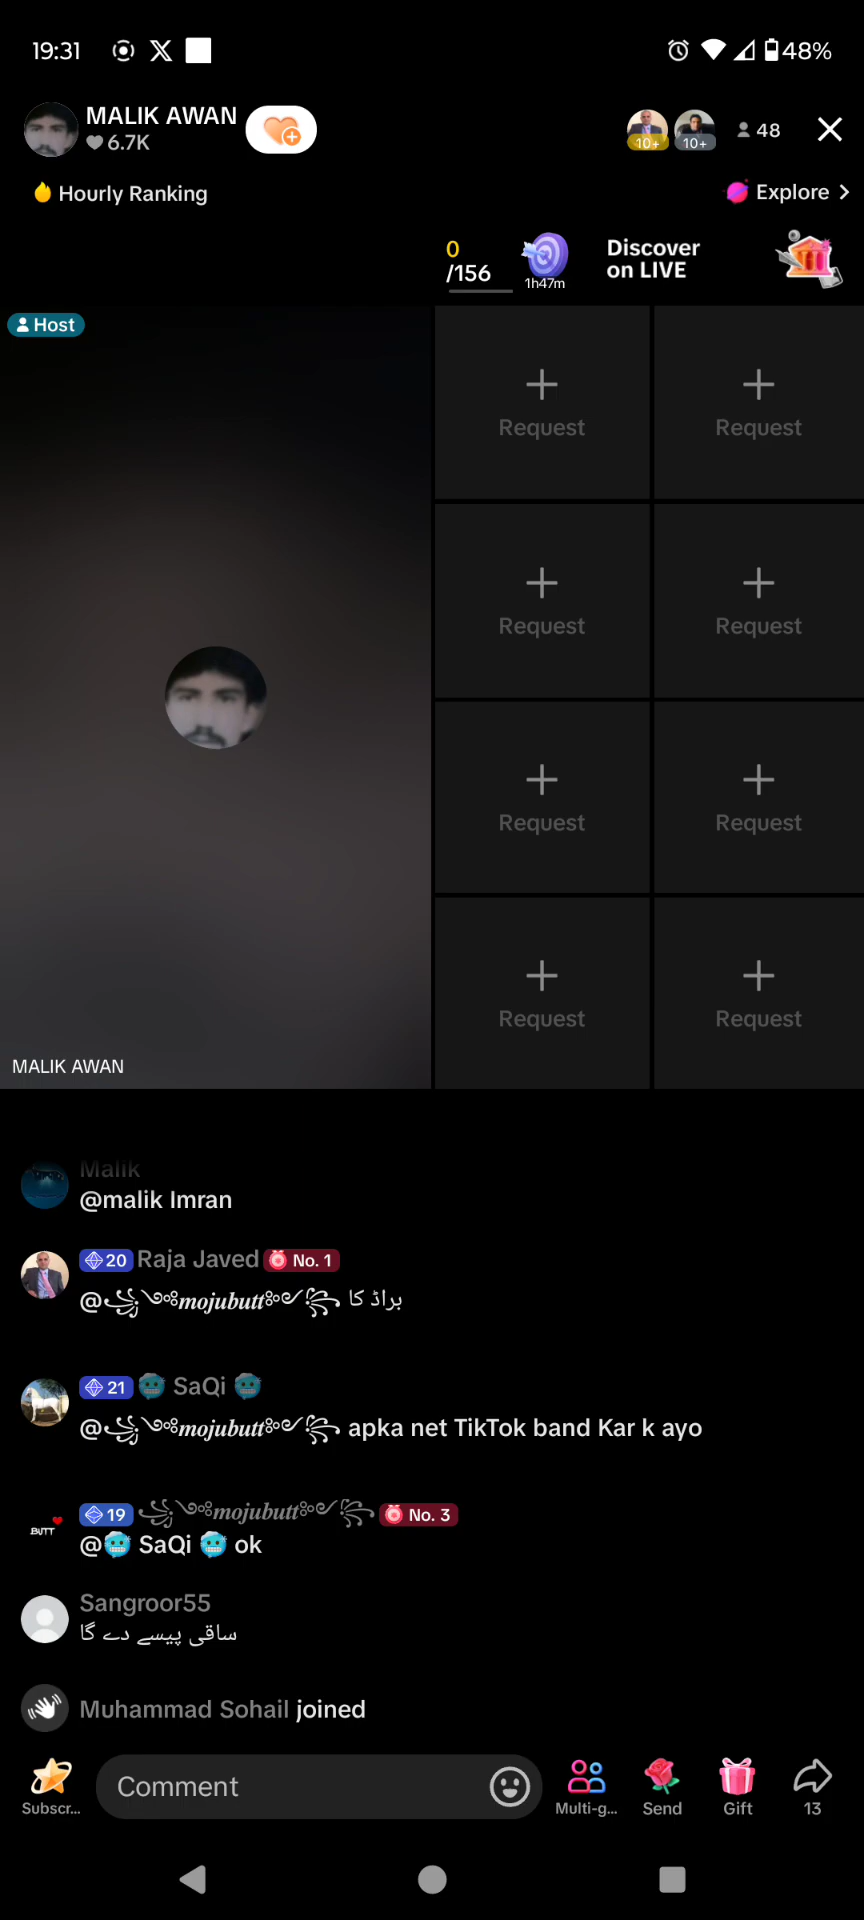 19:31
48%
MALIK AWAN
6.7K
10+
10+
48
Hourly Ranking
Explore
0
/156
1h47m
Discover
on LIVE
Host
Request
Request
Request
Request
Request
Request
Request
Request
MALIK AWAN
Malik
@malik Imran
20 Raja Javed No. 1
@꧁༺mojubutt༻꧂ براڈ کا
21 🥶 SaQi 🥶
@꧁༺mojubutt༻꧂ apka net TikTok band Kar k ayo
BUTT
19 ꧁༺mojubutt༻꧂ No. 3
@🥶 SaQi 🥶 ok
Sangroor55
ساقی پیسے دے گا
Muhammad Sohail joined
Subscr...
Comment
Multi-g...
Send
Gift
13